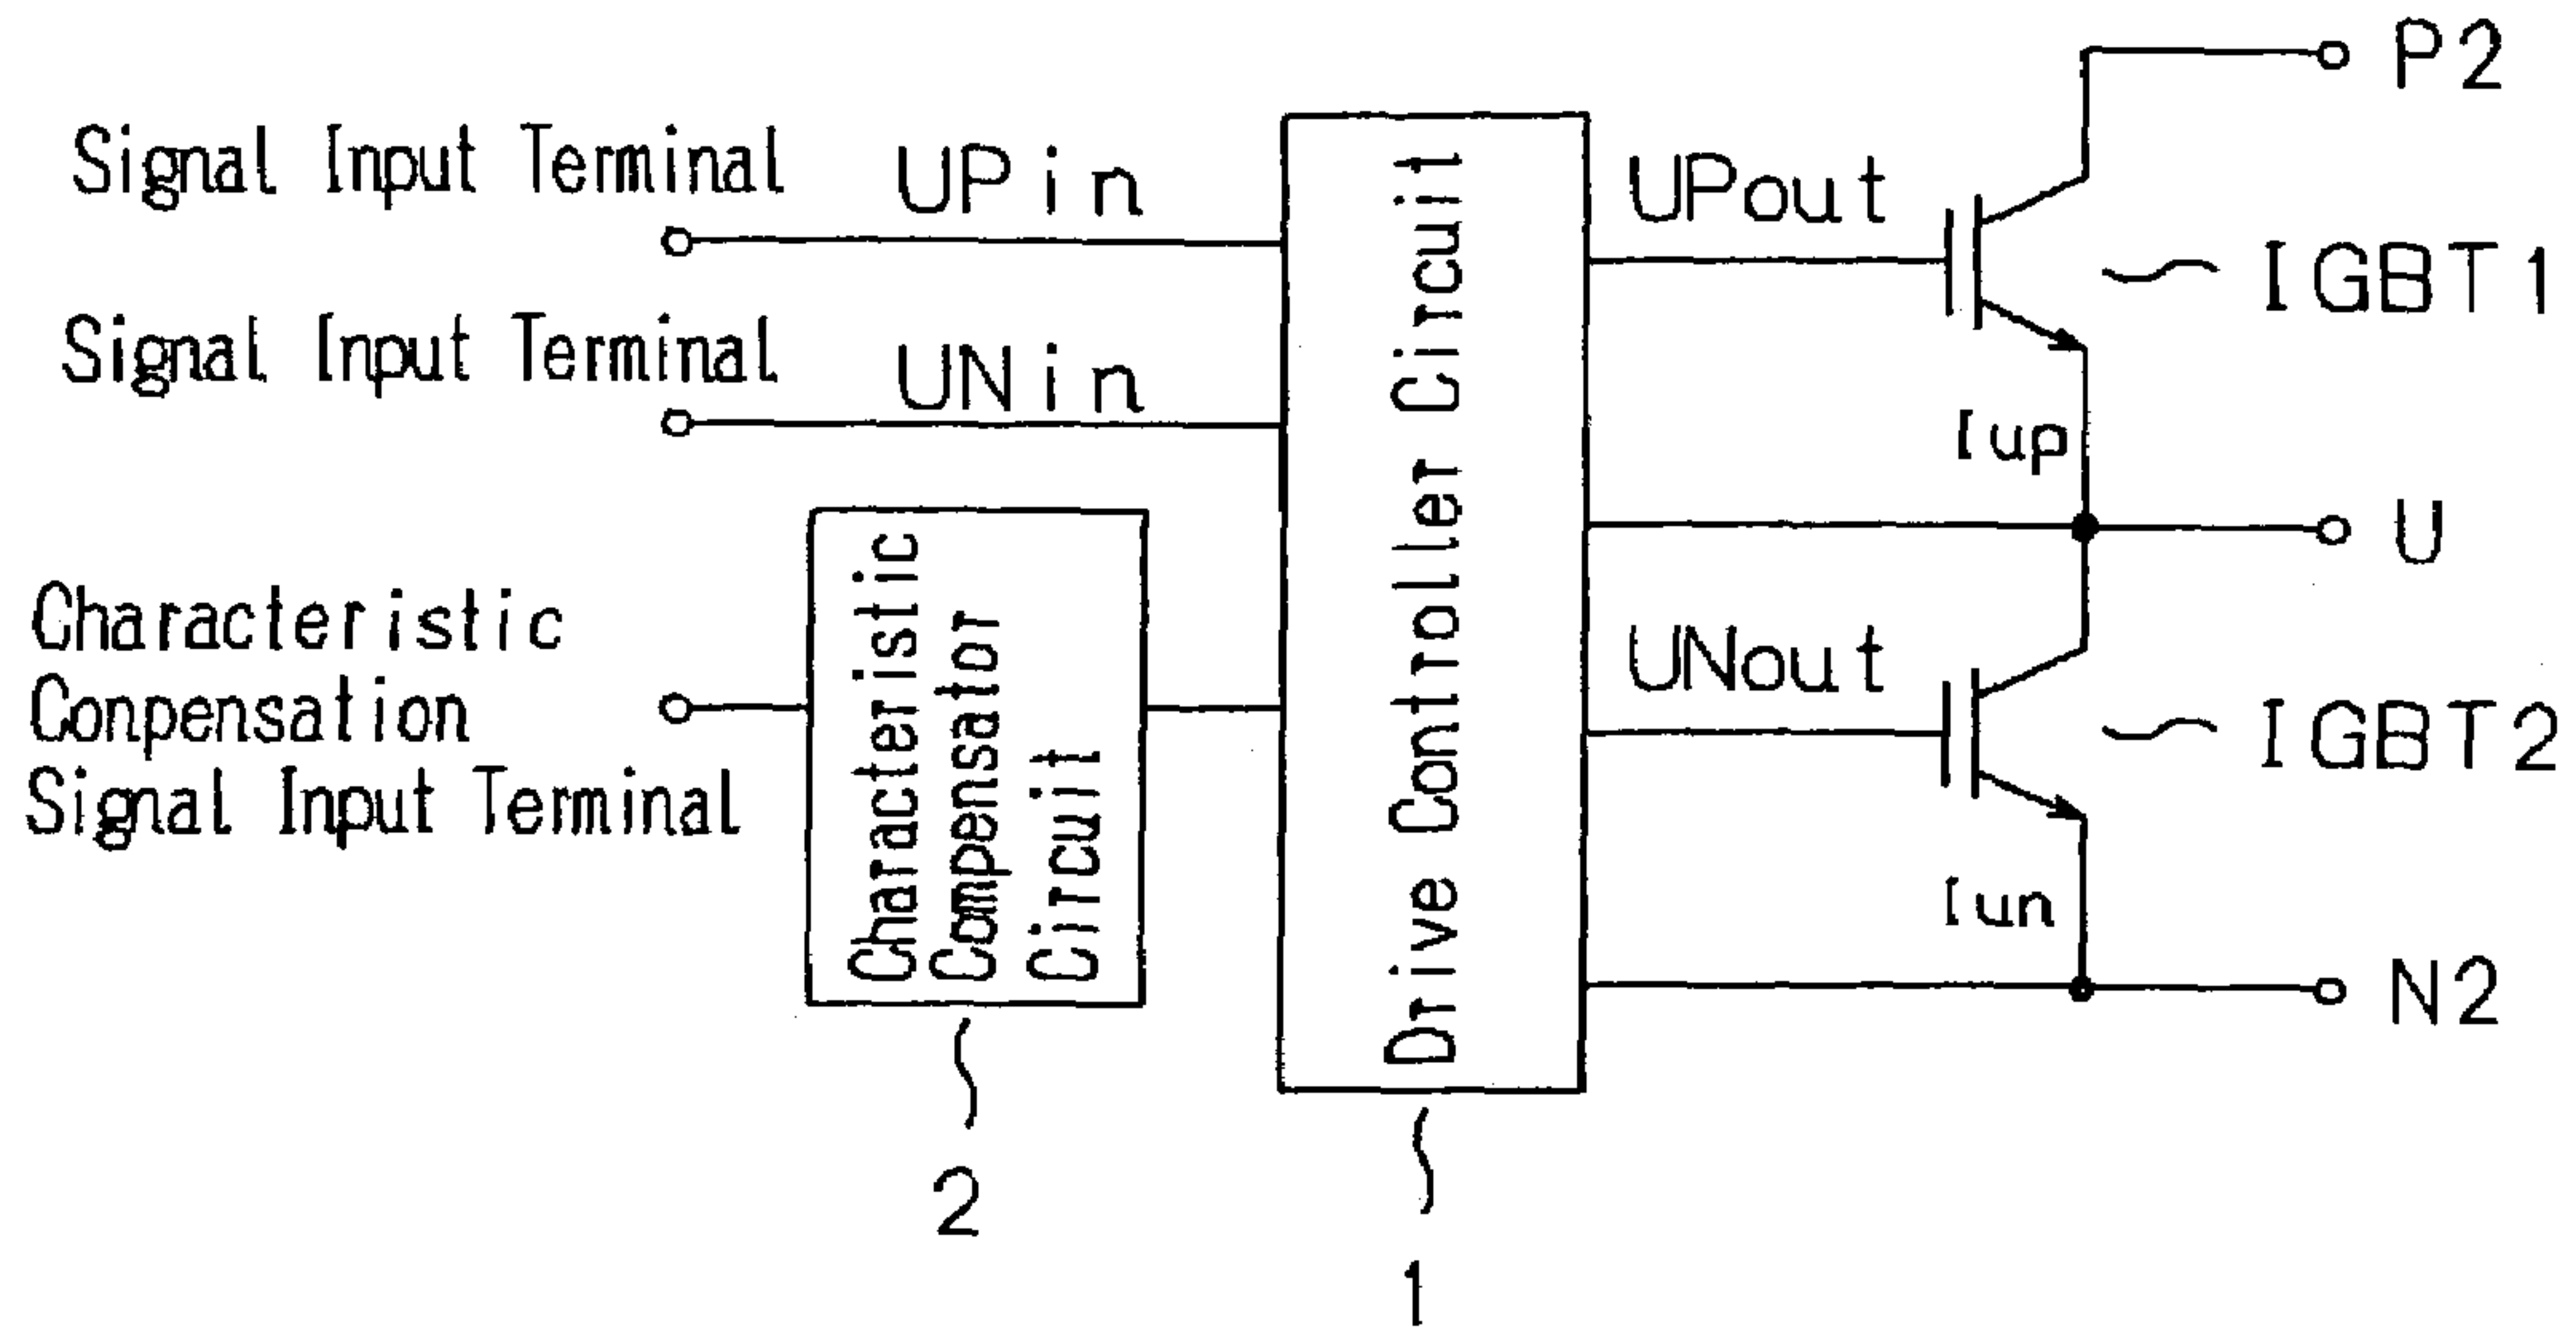 P2
Signal Input Terminal
UPin
UPout
IGBT1
Signal Input Terminal
UNin
Iup
U
Characteristic
Conpensation
Signal Input Terminal
Characteristic
Compensator
Circuit
Drive Controller Circuit
UNout
IGBT2
Iun
N2
2
1